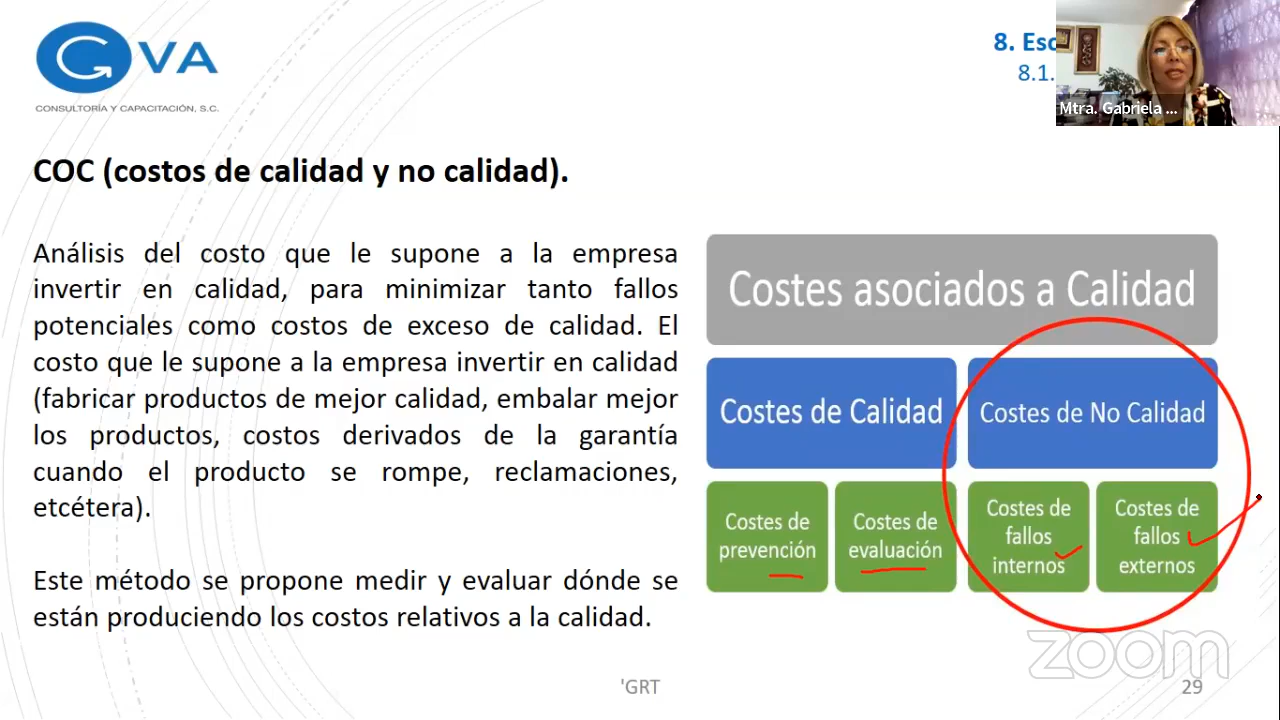 GVA
CONSULTORÍA Y CAPACITACIÓN, S.C.
8. Esc
8.1.
Mtra. Gabriela ...
COC (costos de calidad y no calidad).
Análisis del costo que le supone a la empresa
invertir en calidad, para minimizar tanto fallos
potenciales como costos de exceso de calidad. El
costo que le supone a la empresa invertir en calidad
(fabricar productos de mejor calidad, embalar mejor
los productos, costos derivados de la garantía
cuando el producto se rompe, reclamaciones,
etcétera).
Este método se propone medir y evaluar dónde se
están produciendo los costos relativos a la calidad.
Costes asociados a Calidad
Costes de Calidad
Costes de No Calidad
Costes de
prevención
Costes de
evaluación
Costes de
fallos
internos
Costes de
fallos
externos
zoom
'GRT
29